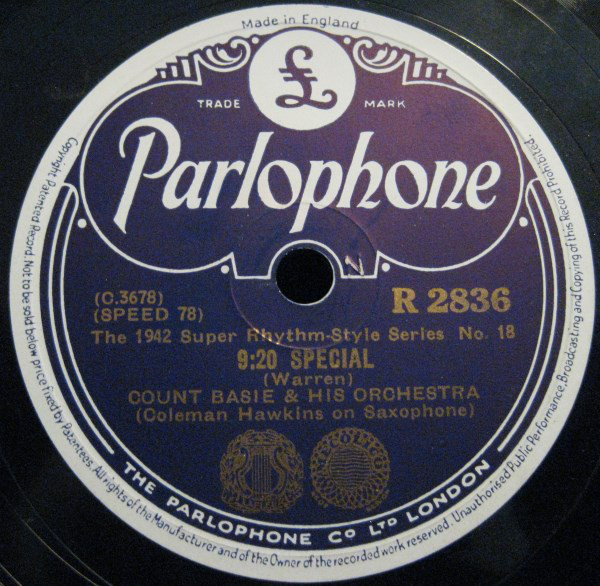 Made in England
£
TRADE MARK
Parlophone
(C.3678)
(SPEED 78)
R 2836
The 1942 Super Rhythm-Style Series No. 18
9:20 SPECIAL
(Warren)
COUNT BASIE & HIS ORCHESTRA
(Coleman Hawkins on Saxophone)
THE PARLOPHONE Co LTD LONDON
Copyright Patented Record. Not to be sold below price fixed by Patentees. All rights of the Manufacturer and of the Owner of the recorded work reserved. Unauthorised Public Performance, Broadcasting and Copying of this Record Prohibited.